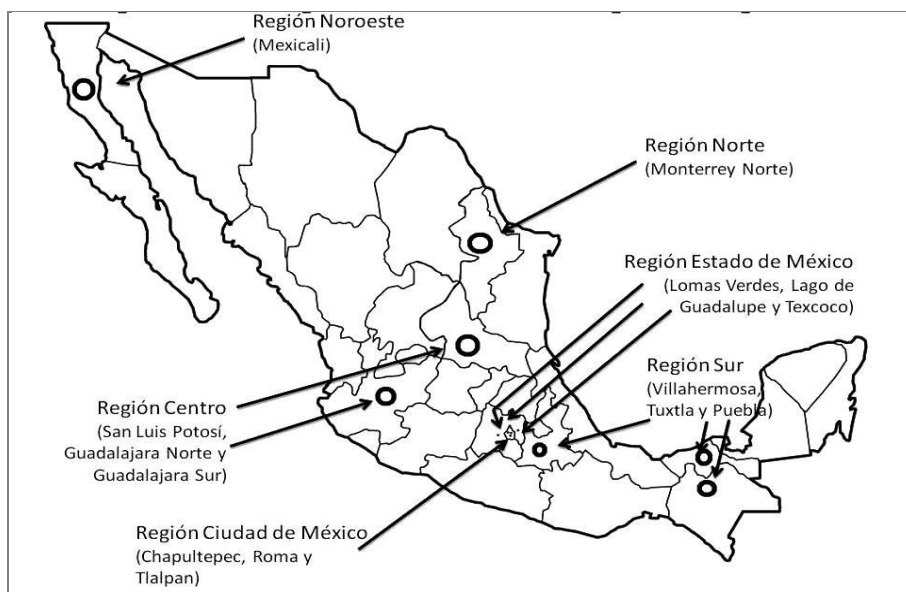 Región Noroeste
(Mexicali)
Región Norte
(Monterrey Norte)
Región Estado de México
(Lomas Verdes, Lago de
Guadalupe y Texcoco)
Región Sur
(Villahermosa,
Tuxtla y Puebla)
Región Centro
(San Luis Potosí,
Guadalajara Norte y
Guadalajara Sur)
Región Ciudad de México
(Chapultepec, Roma y
Tlalpan)